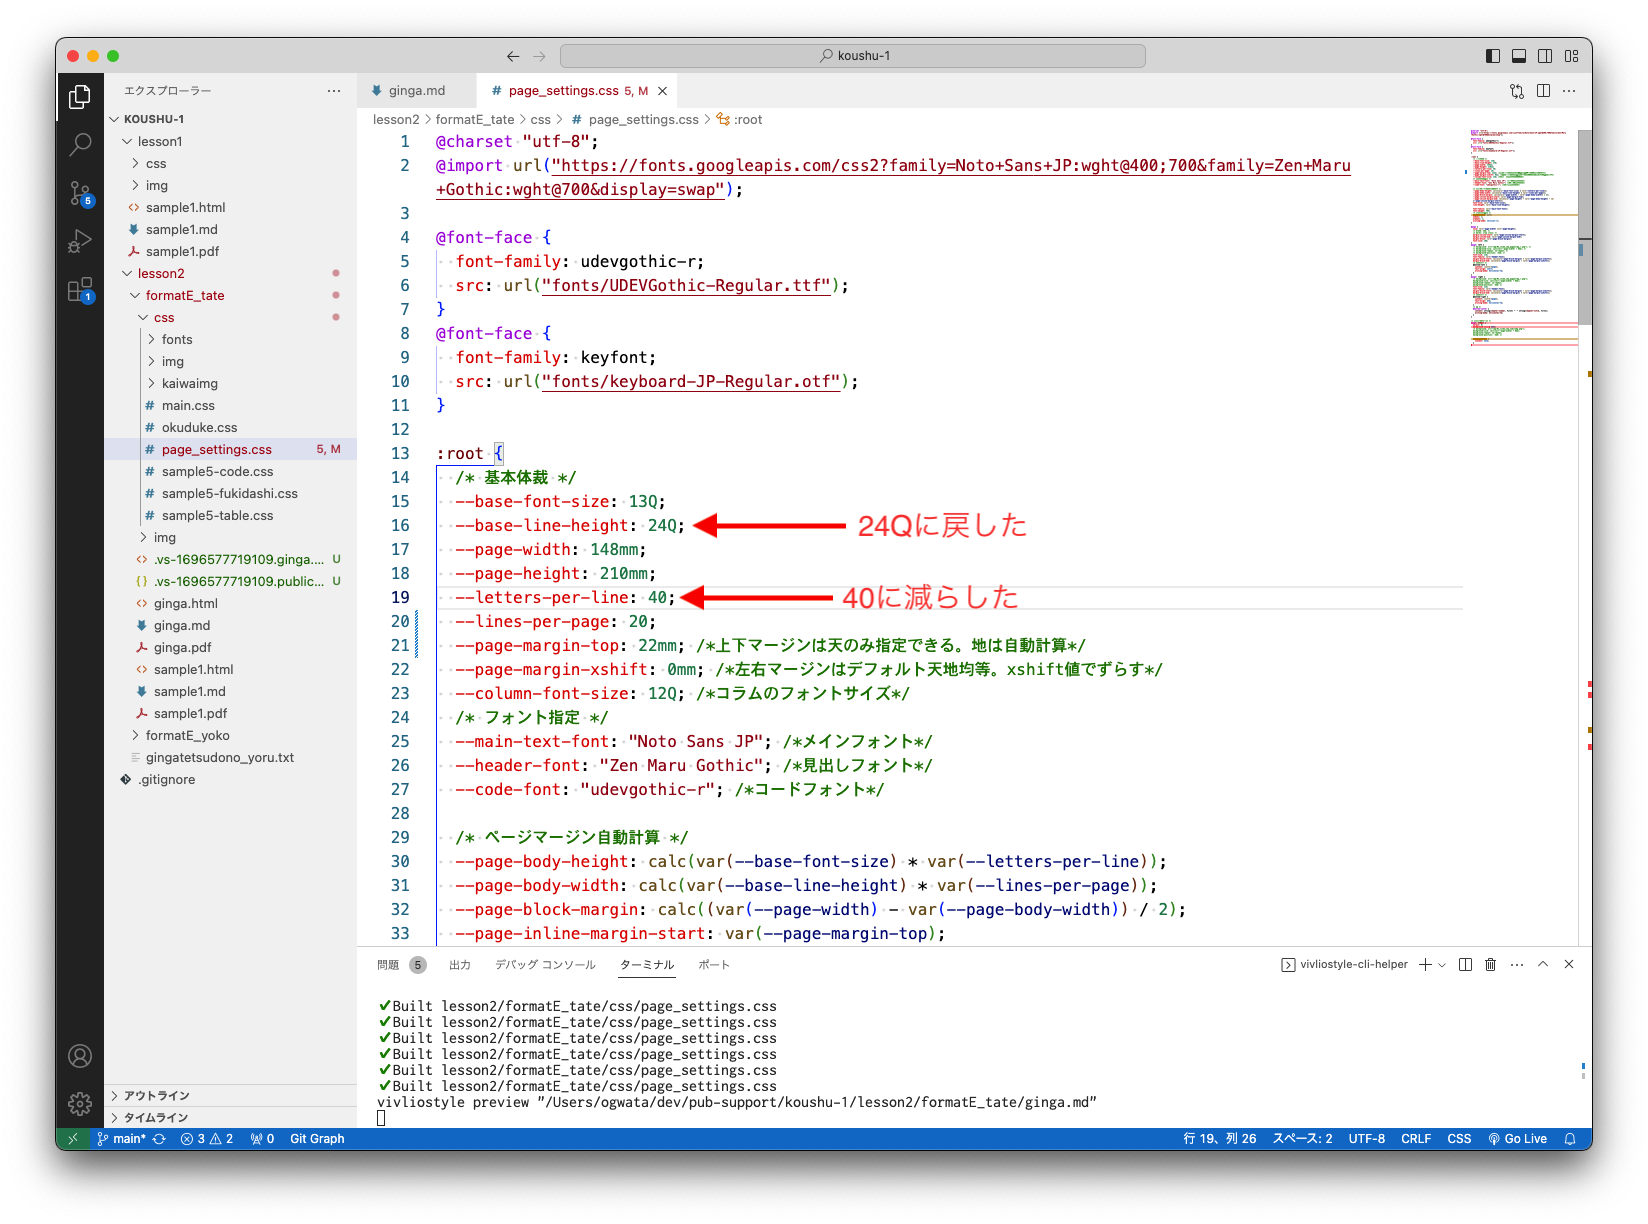 koushu-1
エクスプローラー
KOUSHU-1
lesson1
css
img
sample1.html
sample1.md
sample1.pdf
lesson2
formatE_tate
css
fonts
img
kaiwaimg
main.css
okuduke.css
page_settings.css 5, M
sample5-code.css
sample5-fukidashi.css
sample5-table.css
img
.vs-1696577719109.ginga.... U
.vs-1696577719109.public... U
ginga.html
ginga.md
ginga.pdf
sample1.html
sample1.md
sample1.pdf
formatE_yoko
gingatetsudono_yoru.txt
.gitignore
アウトライン
タイムライン
5
1
ginga.md
page_settings.css 5, M
lesson2 > formatE_tate > css > # page_settings.css > :root
1 @charset "utf-8";
2 @import url("https://fonts.googleapis.com/css2?family=Noto+Sans+JP:wght@400;700&family=Zen+Maru
+Gothic:wght@700&display=swap");
3
4 @font-face {
5 font-family: udevgothic-r;
6 src: url("fonts/UDEVGothic-Regular.ttf");
7 }
8 @font-face {
9 font-family: keyfont;
10 src: url("fonts/keyboard-JP-Regular.otf");
11 }
12
13 :root {
14 /* 基本体裁 */
15 --base-font-size: 13Q;
16 --base-line-height: 24Q; 24Qに戻した
17 --page-width: 148mm;
18 --page-height: 210mm;
19 --letters-per-line: 40; 40に減らした
20 --lines-per-page: 20;
21 --page-margin-top: 22mm; /*上下マージンは天のみ指定できる。地は自動計算*/
22 --page-margin-xshift: 0mm; /*左右マージンはデフォルト天地均等。xshift値でずらす*/
23 --column-font-size: 12Q; /*コラムのフォントサイズ*/
24 /* フォント指定 */
25 --main-text-font: "Noto Sans JP"; /*メインフォント*/
26 --header-font: "Zen Maru Gothic"; /*見出しフォント*/
27 --code-font: "udevgothic-r"; /*コードフォント*/
28
29 /* ページマージン自動計算 */
30 --page-body-height: calc(var(--base-font-size) * var(--letters-per-line));
31 --page-body-width: calc(var(--base-line-height) * var(--lines-per-page));
32 --page-block-margin: calc((var(--page-width) - var(--page-body-width)) / 2);
33 --page-inline-margin-start: var(--page-margin-top);
問題 5 出力 デバッグ コンソール ターミナル ポート vivliostyle-cli-helper
✔Built lesson2/formatE_tate/css/page_settings.css
✔Built lesson2/formatE_tate/css/page_settings.css
✔Built lesson2/formatE_tate/css/page_settings.css
✔Built lesson2/formatE_tate/css/page_settings.css
✔Built lesson2/formatE_tate/css/page_settings.css
✔Built lesson2/formatE_tate/css/page_settings.css
vivliostyle preview "/Users/ogwata/dev/pub-support/koushu-1/lesson2/formatE_tate/ginga.md"
main* 3 2 0 Git Graph 行 19、列 26 スペース: 2 UTF-8 CRLF CSS Go Live